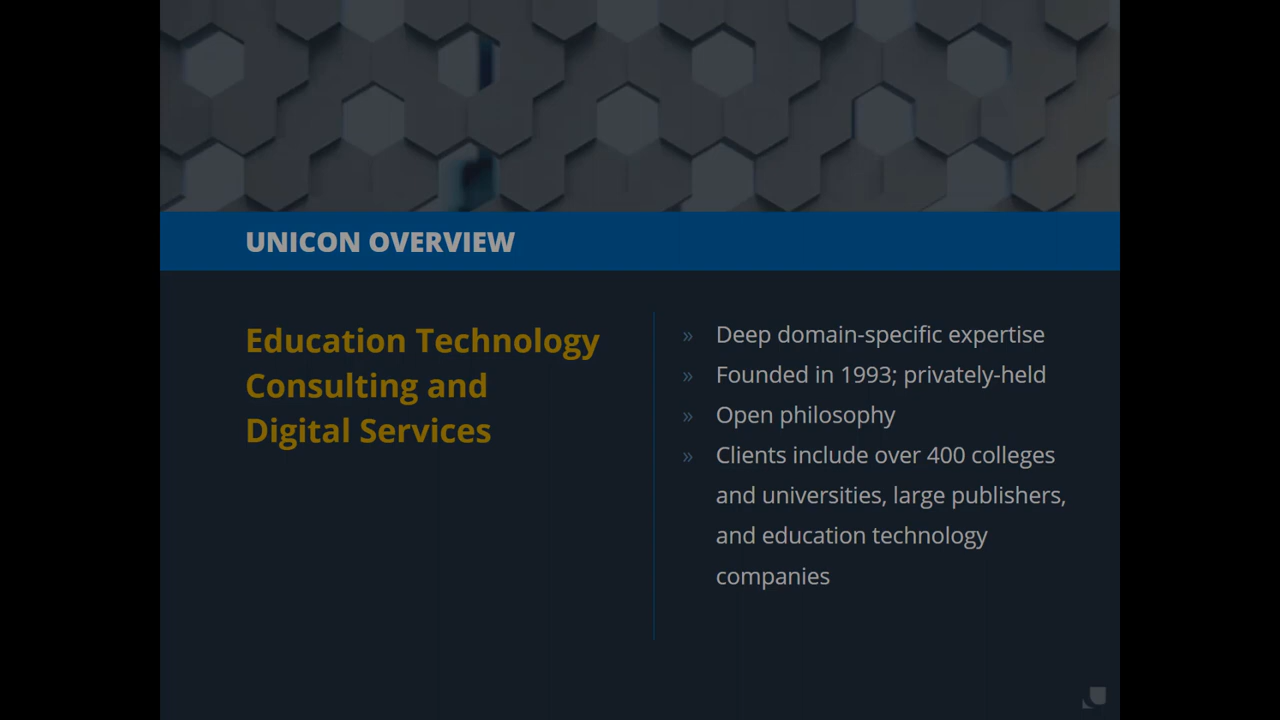 UNICON OVERVIEW
Education Technology
Consulting and
Digital Services
» Deep domain-specific expertise
» Founded in 1993; privately-held
» Open philosophy
» Clients include over 400 colleges
and universities, large publishers,
and education technology
companies